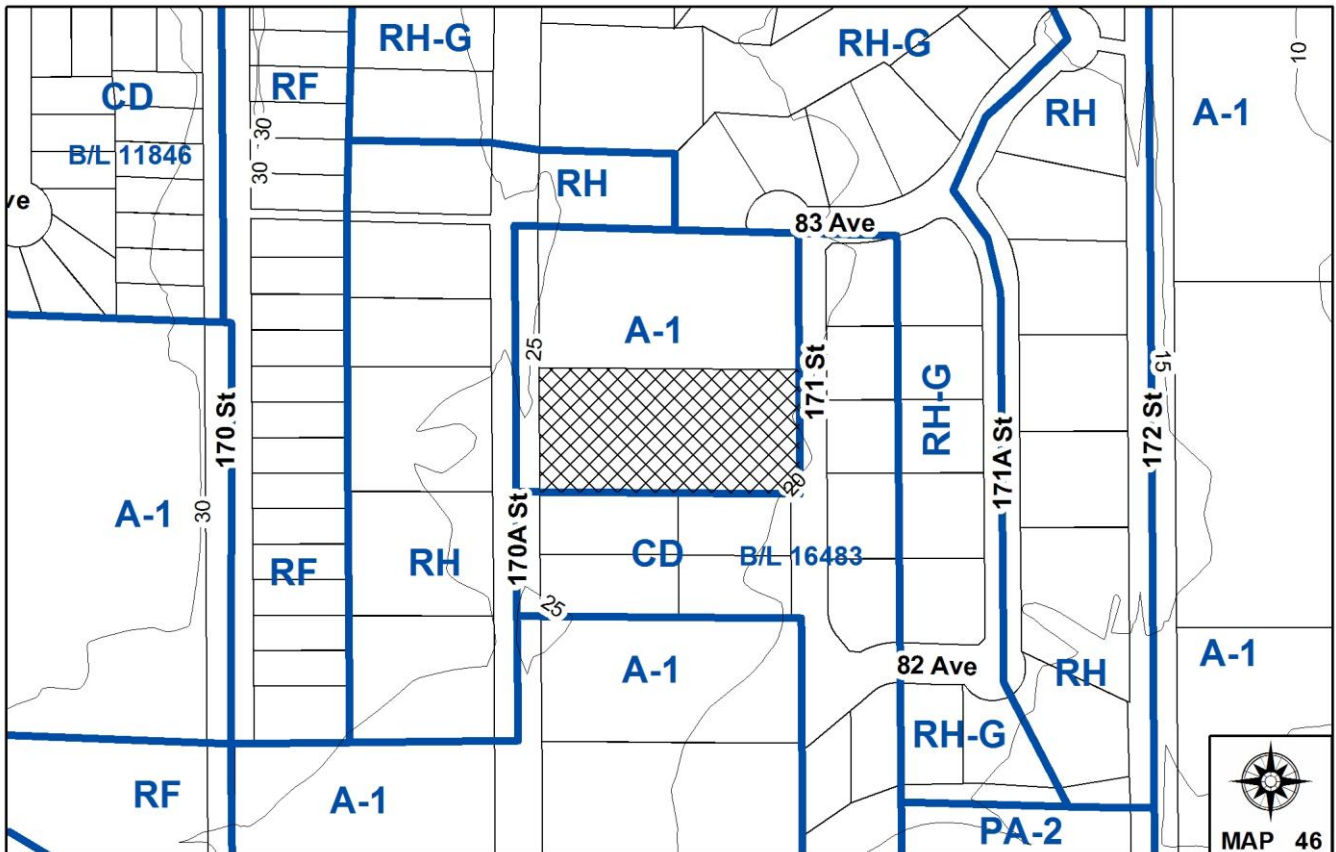 RH-G
RH-G
10
CD
RF
RH
A-1
30
B/L 11846
30
RH
ve
83 Ave
A-1
25
RH-G
171 St
15
170 St
172 St
171A St
20
A-1
30
170A St
RF
RH
CD
B/L 16483
25
A-1
82 Ave
RH
A-1
RH-G
RF
A-1
PA-2
MAP 46